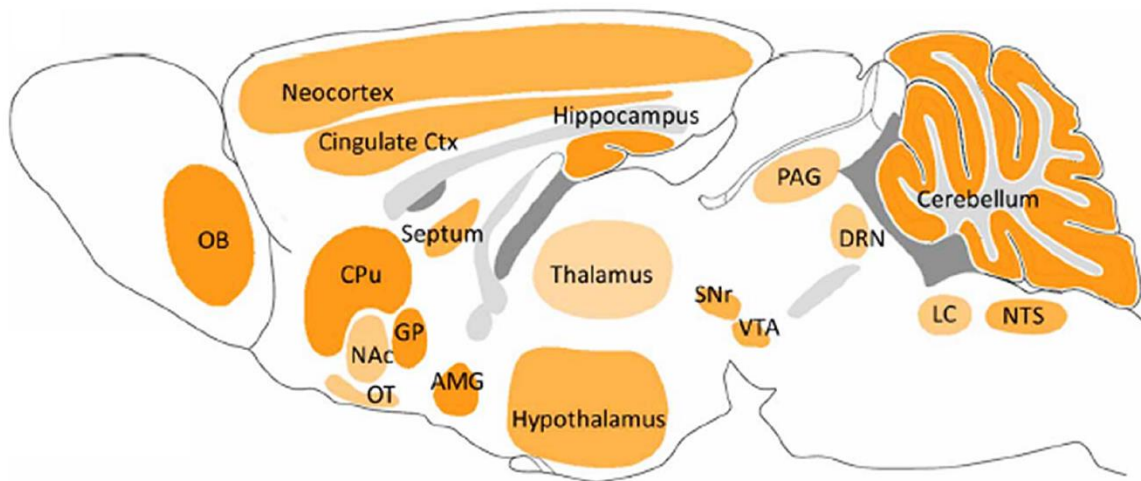 Neocortex
Cingulate Ctx
Hippocampus
OB
CPu
Septum
NAc
GP
OT
AMG
Thalamus
Hypothalamus
SNr
VTA
PAG
DRN
Cerebellum
LC
NTS